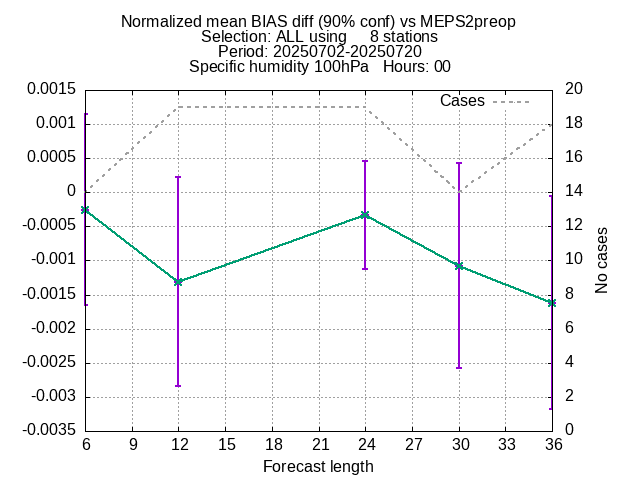 Normalized mean BIAS diff (90% conf) vs MEPS2preop
Selection: ALL using     8 stations
Period: 20250702-20250720
Specific humidity 100hPa   Hours: 00
0.0015
0.001
0.0005
0
-0.0005
-0.001
-0.0015
-0.002
-0.0025
-0.003
-0.0035
Cases
20
18
16
14
12
10
8
6
4
2
0
No cases
6 9 12 15 18 21 24 27 30 33 36
Forecast length